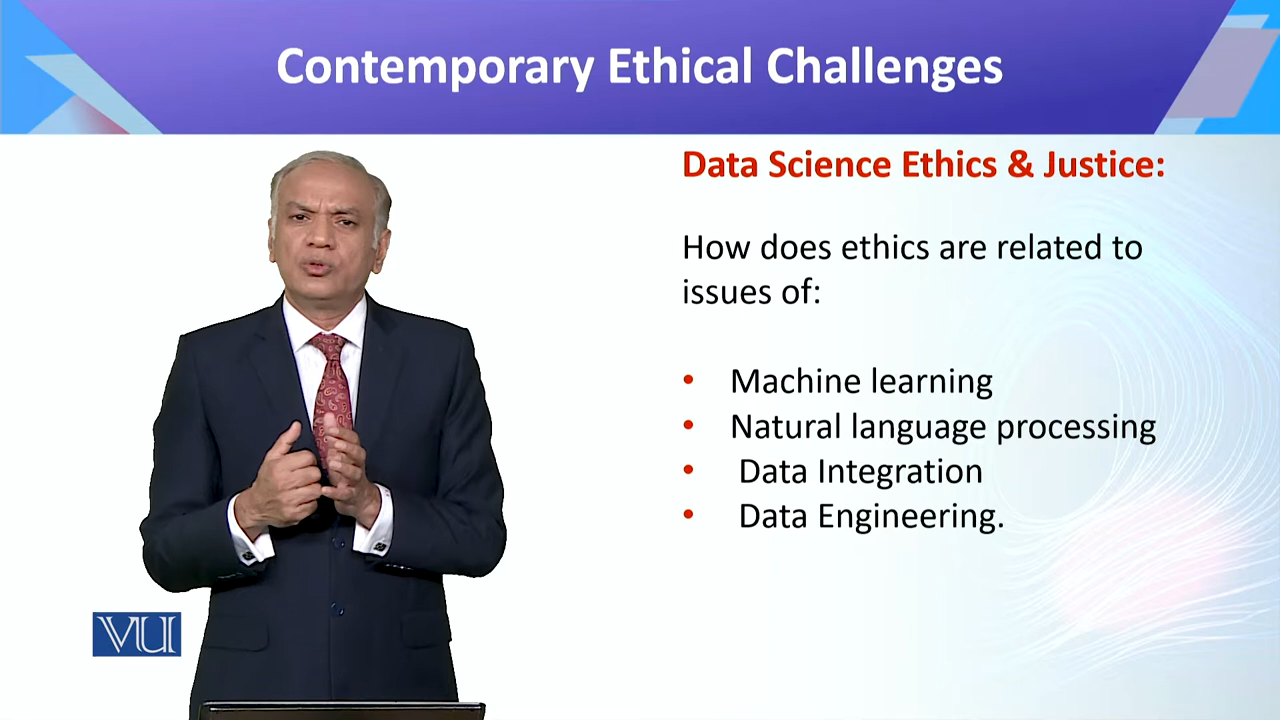 Contemporary Ethical Challenges
Data Science Ethics & Justice:
How does ethics are related to
issues of:
• Machine learning
• Natural language processing
• Data Integration
• Data Engineering.
VU